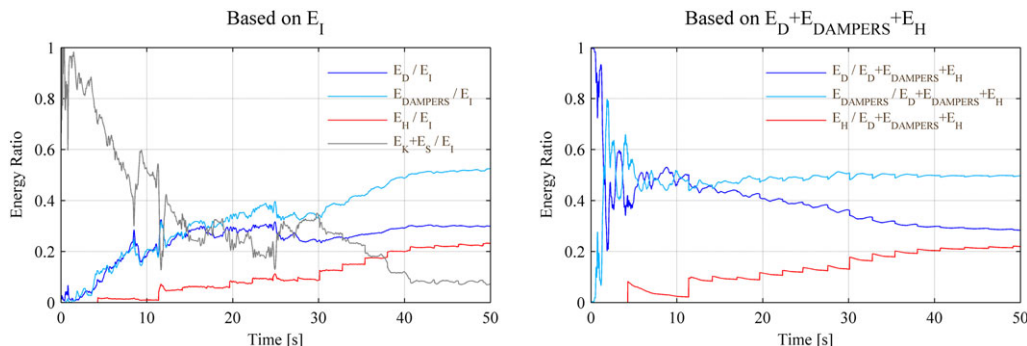 Based on E_I
Energy Ratio
1
0.8
0.6
0.4
0.2
0
0 10 20 30 40 50
Time [s]
E_D / E_I
E_DAMPERS / E_I
E_H / E_I
E_K+E_S / E_I
Based on E_D+E_DAMPERS+E_H
Energy Ratio
1
0.8
0.6
0.4
0.2
0
0 10 20 30 40 50
Time [s]
E_D / E_D+E_DAMPERS+E_H
E_DAMPERS / E_D+E_DAMPERS+E_H
E_H / E_D+E_DAMPERS+E_H